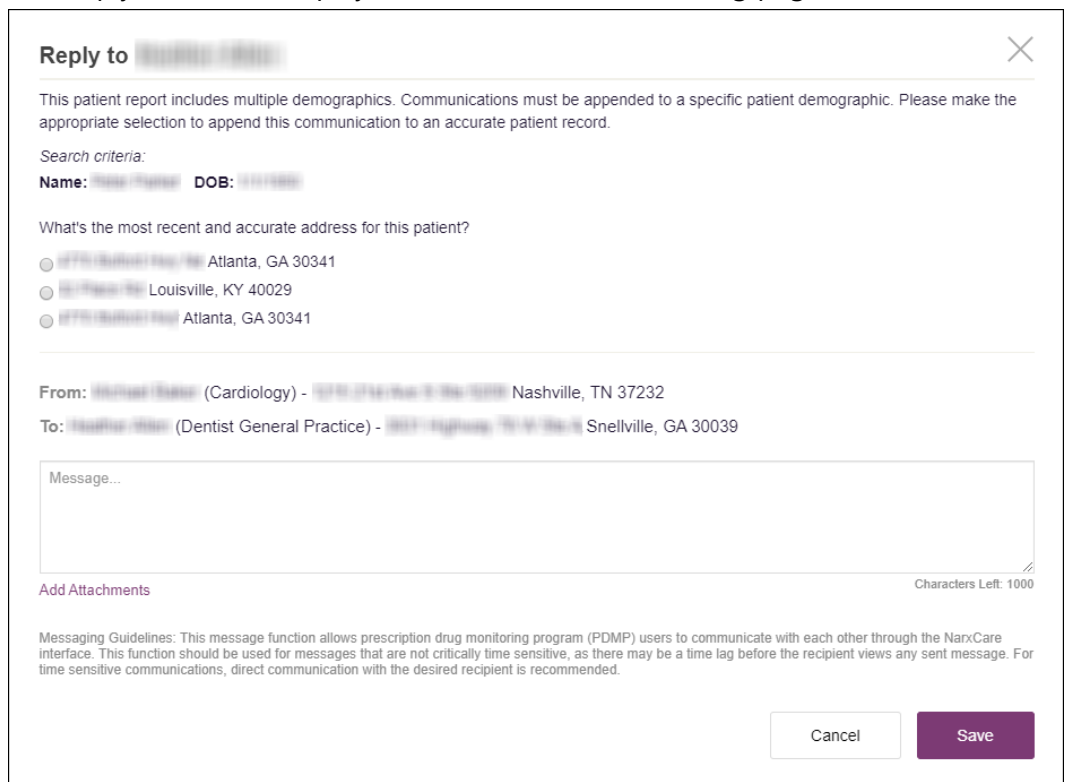 Reply to
This patient report includes multiple demographics. Communications must be appended to a specific patient demographic. Please make the
appropriate selection to append this communication to an accurate patient record.
Search criteria:
Name: DOB:
What's the most recent and accurate address for this patient?
Atlanta, GA 30341
Louisville, KY 40029
Atlanta, GA 30341
From: (Cardiology) - Nashville, TN 37232
To: (Dentist General Practice) - Snellville, GA 30039
Message...
Add Attachments
Characters Left: 1000
Messaging Guidelines: This message function allows prescription drug monitoring program (PDMP) users to communicate with each other through the NarxCare
interface. This function should be used for messages that are not critically time sensitive, as there may be a time lag before the recipient views any sent message. For
time sensitive communications, direct communication with the desired recipient is recommended.
Cancel Save